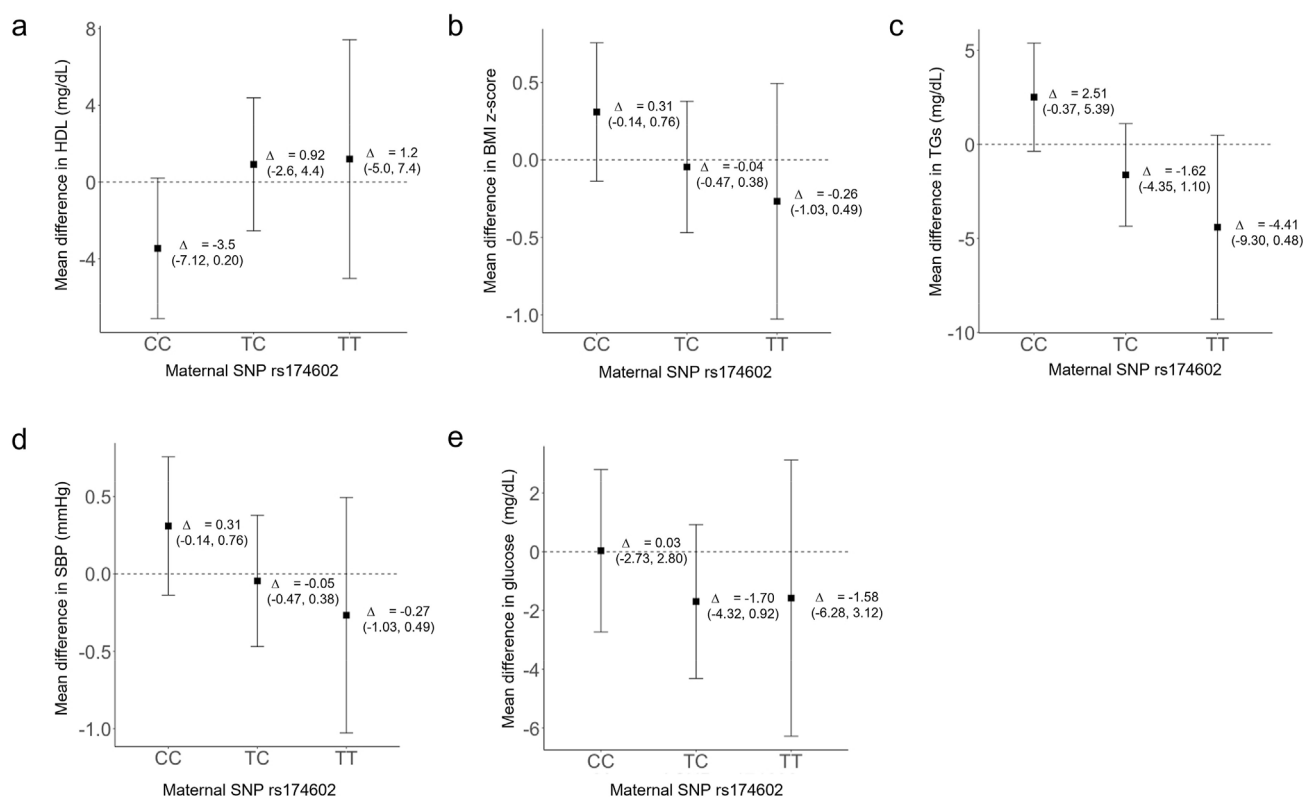 a
Mean difference in HDL (mg/dL)
8
4
0
-4
Δ = -3.5
(-7.12, 0.20)
Δ = 0.92
(-2.6, 4.4)
Δ = 1.2
(-5.0, 7.4)
CC TC TT
Maternal SNP rs174602
b
Mean difference in BMI z-score
0.5
0.0
-0.5
-1.0
Δ = 0.31
(-0.14, 0.76)
Δ = -0.04
(-0.47, 0.38)
Δ = -0.26
(-1.03, 0.49)
CC TC TT
Maternal SNP rs174602
c
Mean difference in TGs (mg/dL)
5
0
-5
-10
Δ = 2.51
(-0.37, 5.39)
Δ = -1.62
(-4.35, 1.10)
Δ = -4.41
(-9.30, 0.48)
CC TC TT
Maternal SNP rs174602
d
Mean difference in SBP (mmHg)
0.5
0.0
-0.5
-1.0
Δ = 0.31
(-0.14, 0.76)
Δ = -0.05
(-0.47, 0.38)
Δ = -0.27
(-1.03, 0.49)
CC TC TT
Maternal SNP rs174602
e
Mean difference in glucose (mg/dL)
2
0
-2
-4
-6
Δ = 0.03
(-2.73, 2.80)
Δ = -1.70
(-4.32, 0.92)
Δ = -1.58
(-6.28, 3.12)
CC TC TT
Maternal SNP rs174602